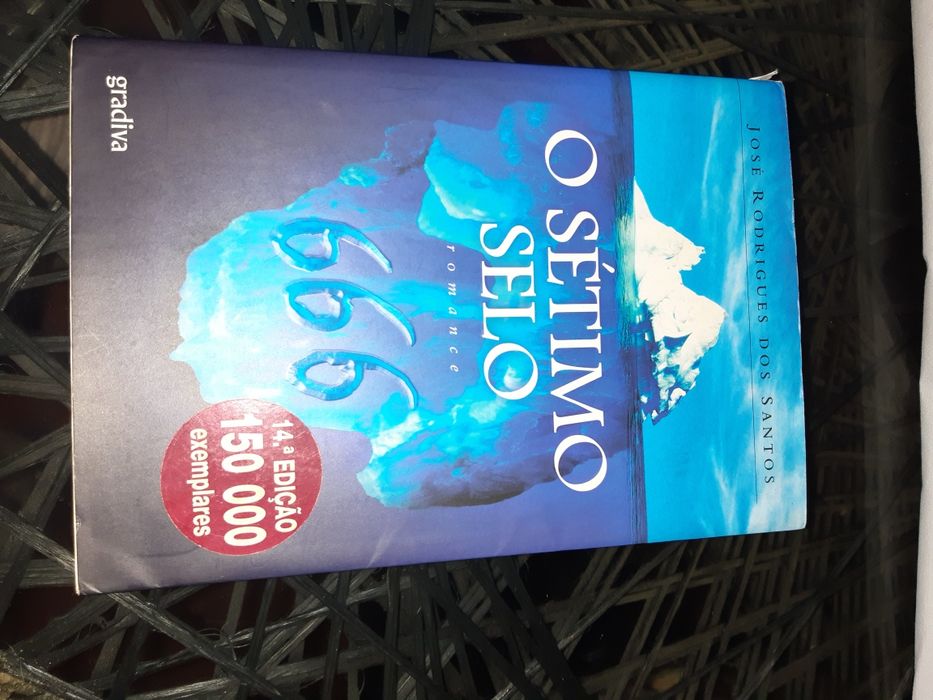 JOSÉ RODRIGUES DOS SANTOS
O SÉTIMO
SELO
romance
666
14.ª EDIÇÃO
150 000
exemplares
gradiva